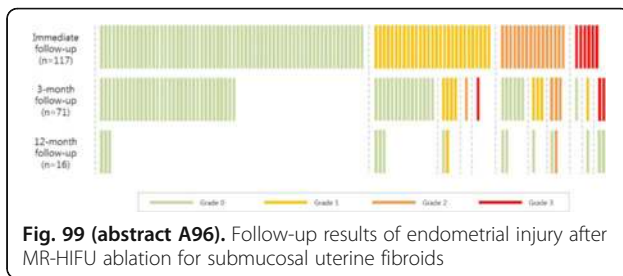 Immediate
follow-up
(n=117)
3-month
follow-up
(n=71)
12-month
follow-up
(n=16)
Grade 0 Grade 1 Grade 2 Grade 3
Fig. 99 (abstract A96). Follow-up results of endometrial injury after
MR-HIFU ablation for submucosal uterine fibroids